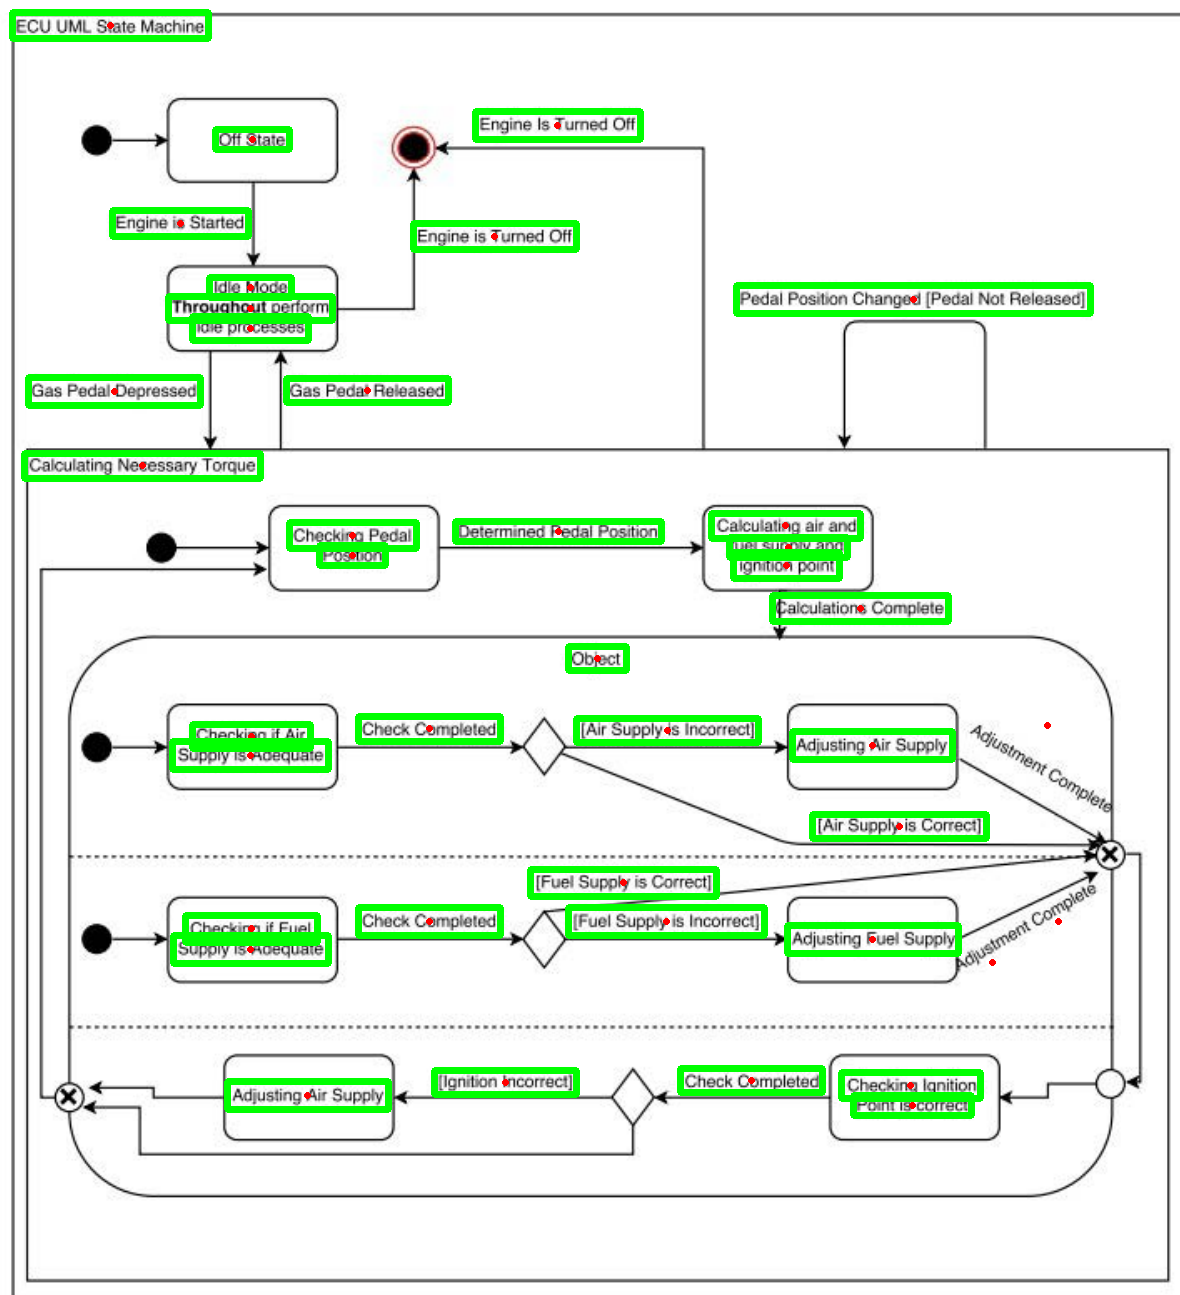 ECU UML State Machine
Engine Is Turned Off
Off State
Engine is Started
Engine is Turned Off
Idle Mode
Throughout perform
Idle processes
Pedal Position Changed [Pedal Not Released]
Gas Pedal Depressed
Gas Pedal Released
Calculating Necessary Torque
Checking Pedal
Position
Determined Pedal Position
Calculating air and
fuel supply and
ignition point
Calculations Complete
Object
Checking if Air
Supply is Adequate
Check Completed
[Air Supply is Incorrect]
Adjusting Air Supply
Adjustment Complete
[Air Supply is Correct]
[Fuel Supply is Correct]
Checking if Fuel
Supply is Adequate
Check Completed
[Fuel Supply is Incorrect]
Adjusting Fuel Supply
Adjustment Complete
Adjusting Air Supply
[Ignition Incorrect]
Check Completed
Checking Ignition
Point is correct